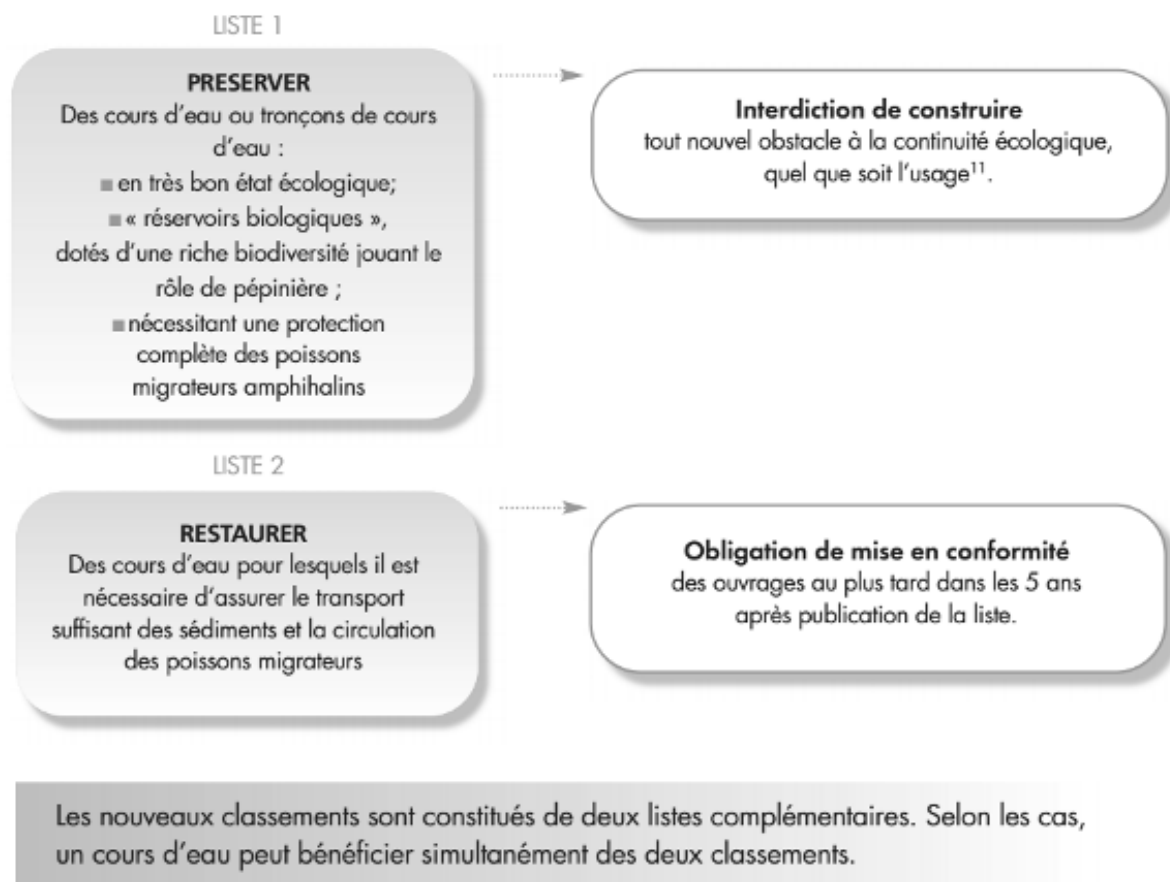 LISTE 1
PRESERVER
Des cours d'eau ou tronçons de cours
d'eau :
■ en très bon état écologique;
■ « réservoirs biologiques »,
dotés d'une riche biodiversité jouant le
rôle de pépinière ;
■ nécessitant une protection
complète des poissons
migrateurs amphihalins
Interdiction de construire
tout nouvel obstacle à la continuité écologique,
quel que soit l'usage¹¹.
LISTE 2
RESTAURER
Des cours d'eau pour lesquels il est
nécessaire d'assurer le transport
suffisant des sédiments et la circulation
des poissons migrateurs
Obligation de mise en conformité
des ouvrages au plus tard dans les 5 ans
après publication de la liste.
Les nouveaux classements sont constitués de deux listes complémentaires. Selon les cas,
un cours d'eau peut bénéficier simultanément des deux classements.